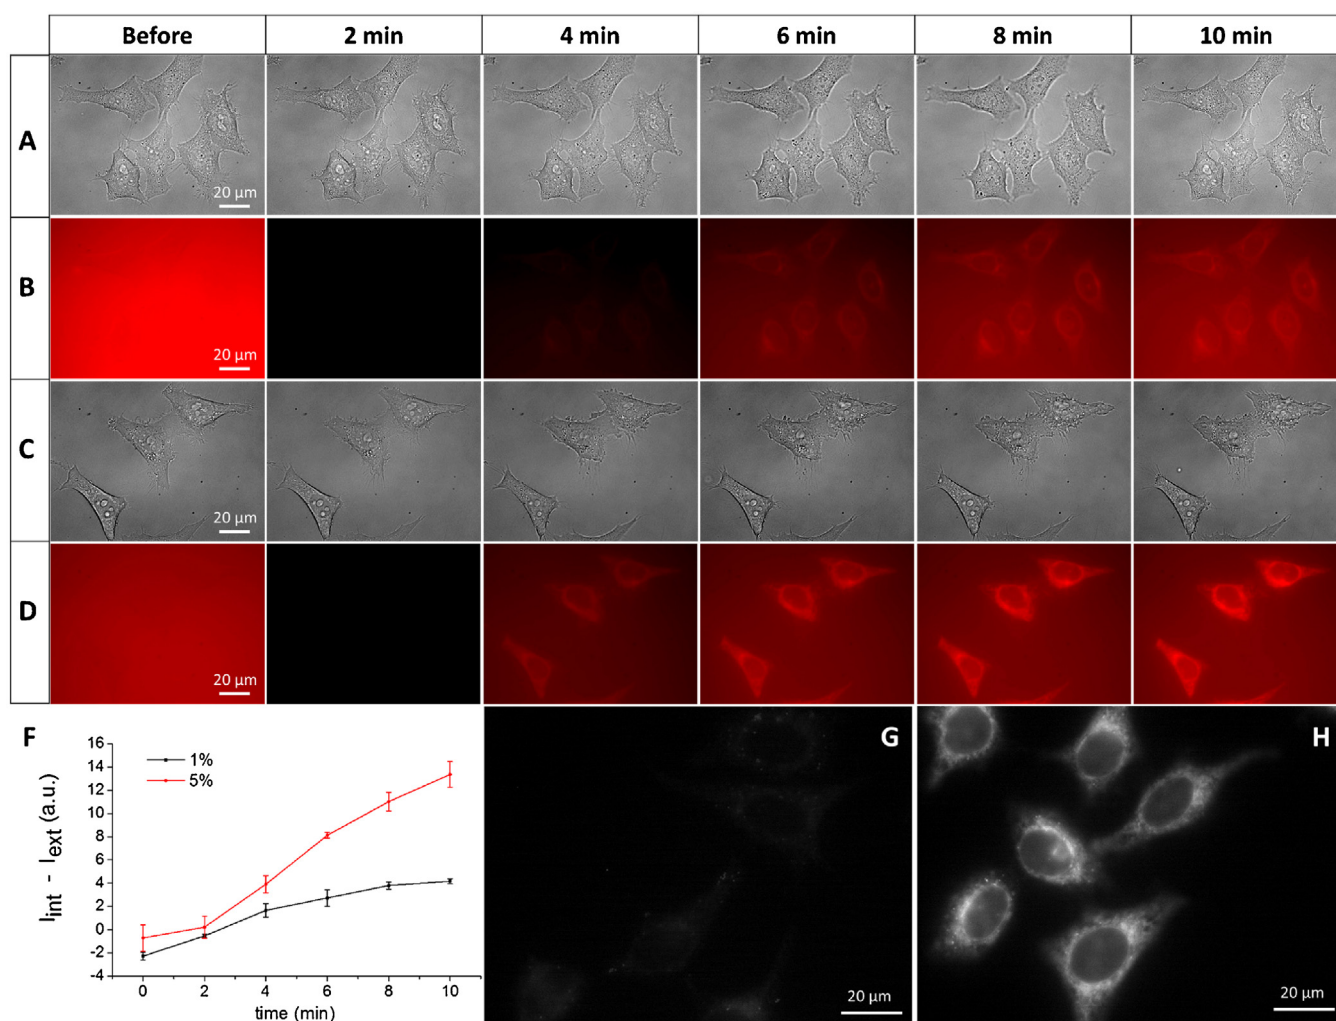 Before 2 min 4 min 6 min 8 min 10 min
A
20 µm
B
20 µm
C
20 µm
D
20 µm
F
16
14
12
10
8
6
4
2
0
-2
-4
1%
5%
I_int - I_ext (a.u.)
0 2 4 6 8 10
time (min)
G
20 µm
H
20 µm